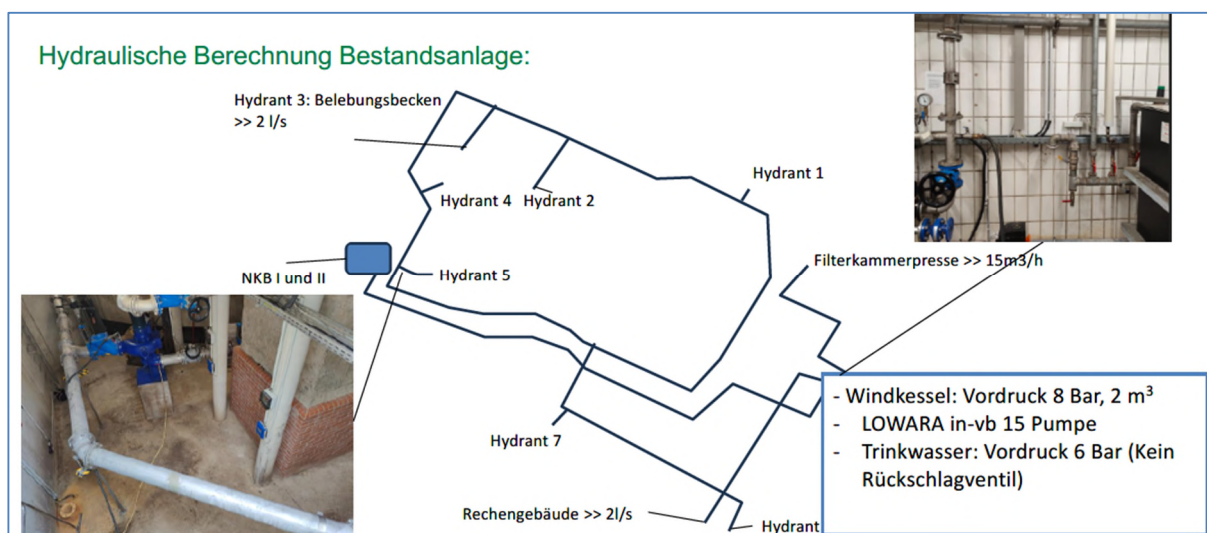 Hydraulische Berechnung Bestandsanlage:
Hydrant 3: Belebungsbecken
>> 2 l/s
Hydrant 1
Hydrant 4
Hydrant 2
Filterkammerpresse >> 15m3/h
NKB I und II
Hydrant 5
- Windkessel: Vordruck 8 Bar, 2 m³
- LOWARA in-vb 15 Pumpe
- Trinkwasser: Vordruck 6 Bar (Kein
Rückschlagventil)
Hydrant 7
Rechengebäude >> 2l/s
Hydrant